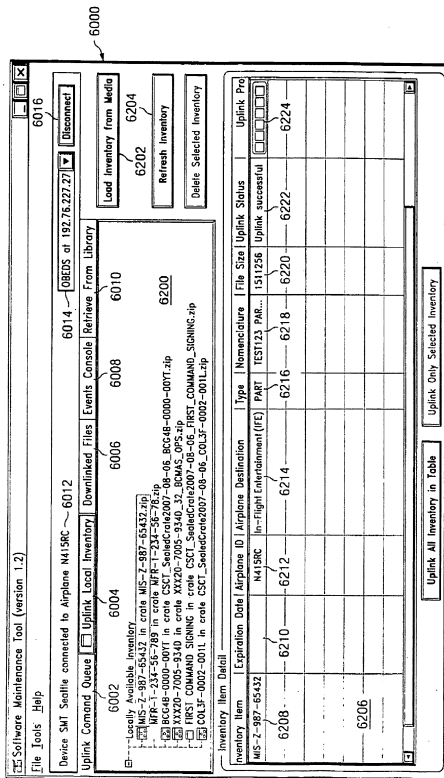 Software Maintenance Tool (version 1.2)
File Tools Help
Device SMT Seattle connected to Airplane N415RC 6012
6014 OBEDS at 192.76.227.27 Disconnect 6016
6000
Uplink Comand Queue Uplink Local Inventory Downlinked Files Events Console Retrieve From Library
6002 6004 6006 6008 6010
Locally Available Inventory
MIS-Z-987-65432 in crate MIS-Z-987-65432.zip
MFR-1-234-56-789 in crate MFR-1-234-56-78.zip
BCG4B-0000-00YT in crate CSCT_SealedCrate2007-08-06_BCG4B-0000-00YT.zip
XXX20-7005-9340 in crate XXX20-7005-9340_32_BCMAS_OPS.zip
FIRST COMMAND SIGNING in crate CSCT_SealedCrate2007-08-06_FIRST_COMMAND_SIGNING.zip
COL3F-0002-001L in crate CSCT_SealedCrate2007-08-06_COL3F-0002-001L.zip
6200
Load Inventory from Media
6202 6204
Refresh Inventory
Delete Selected Inventory
Inventory Item Detail
Inventory Item Expiration Date Airplane ID Airplane Destination Type Nomenclature File Size Uplink Status Uplink Pro
MIS-Z-987-65432 N415RC In-Flight Entertainment (IFE) PART TEST123 PAR... 1511256 Uplink successful
6208 6210 6212 6214 6216 6218 6220 6222 6224
6206
Uplink All Inventory in Table Uplink Only Selected Inventory